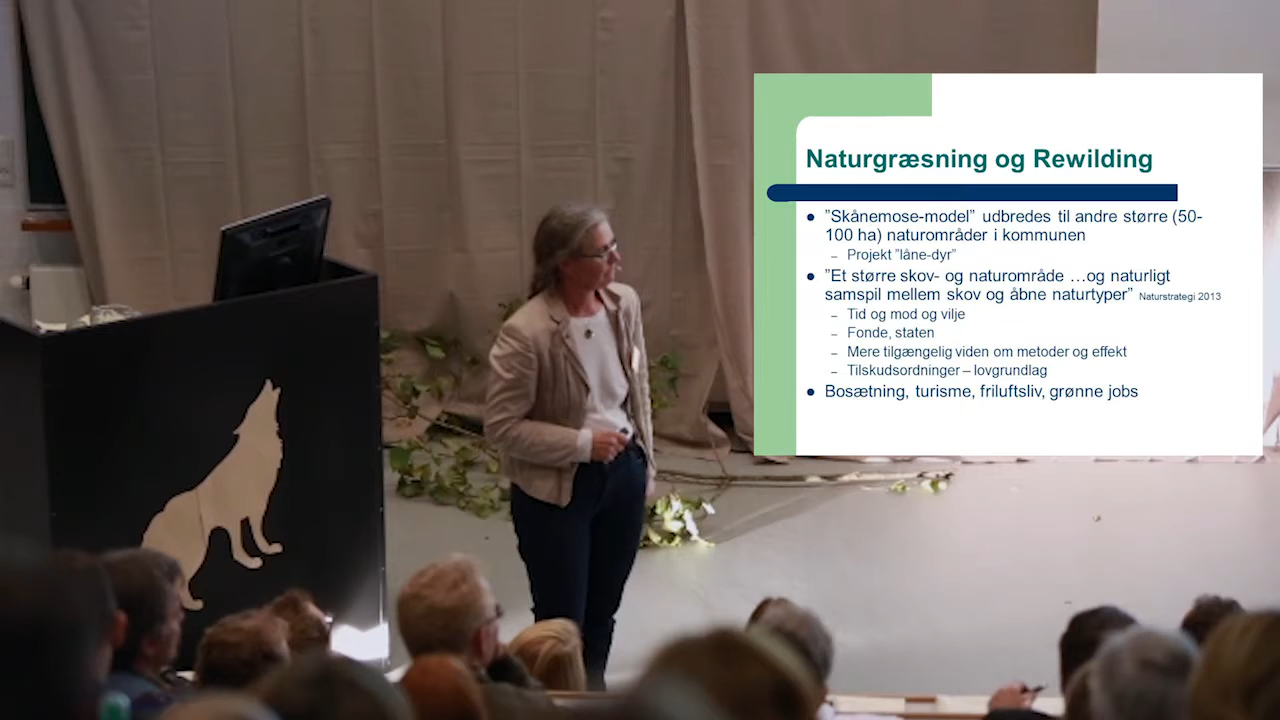 Naturgræsning og Rewilding
● ”Skånemose-model” udbredes til andre større (50-
100 ha) naturområder i kommunen
– Projekt ”låne-dyr”
● ”Et større skov- og naturområde …og naturligt
samspil mellem skov og åbne naturtyper” Naturstrategi 2013
– Tid og mod og vilje
– Fonde, staten
– Mere tilgængelig viden om metoder og effekt
– Tilskudsordninger – lovgrundlag
● Bosætning, turisme, friluftsliv, grønne jobs